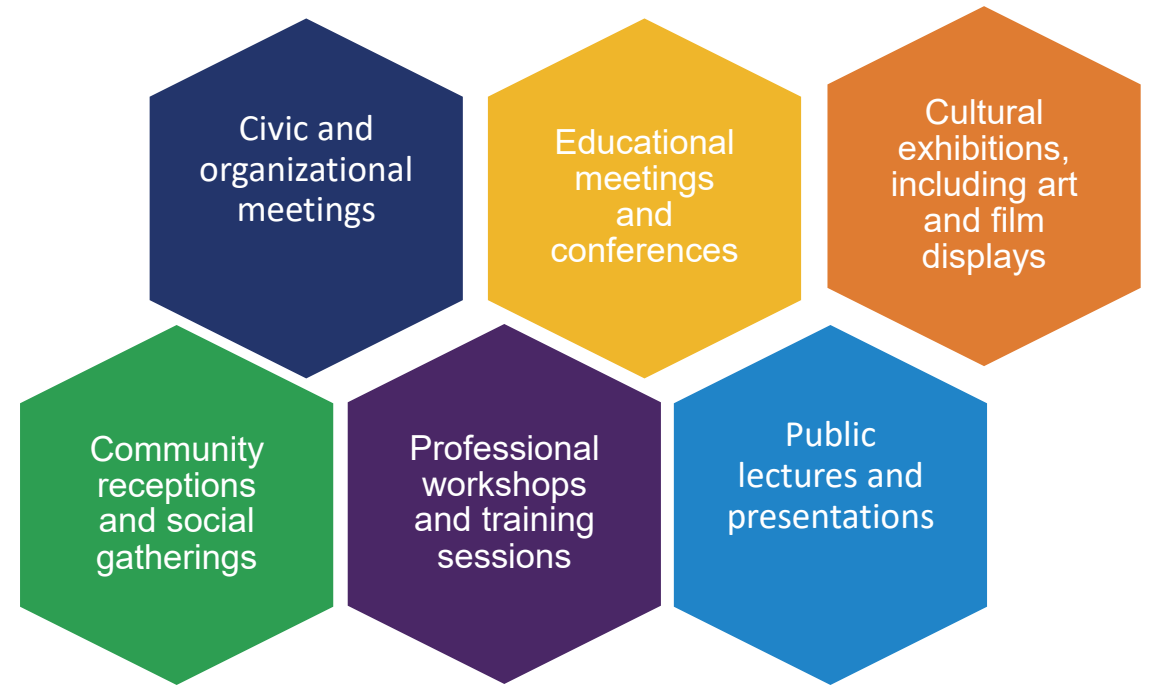 Civic and
organizational
meetings
Educational
meetings
and
conferences
Cultural
exhibitions,
including art
and film
displays
Community
receptions
and social
gatherings
Professional
workshops
and training
sessions
Public
lectures and
presentations